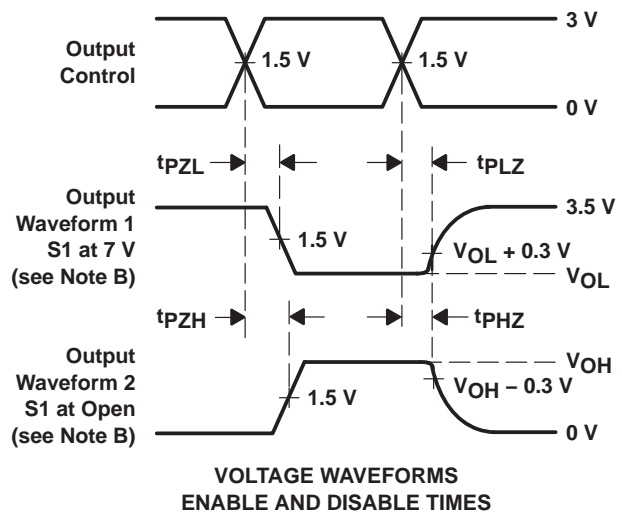 3 V
Output
Control
1.5 V
1.5 V
0 V
tPZL
tPLZ
Output
Waveform 1
S1 at 7 V
(see Note B)
3.5 V
1.5 V
VOL + 0.3 V
VOL
tPZH
tPHZ
Output
Waveform 2
S1 at Open
(see Note B)
VOH
VOH – 0.3 V
1.5 V
0 V
VOLTAGE WAVEFORMS
ENABLE AND DISABLE TIMES